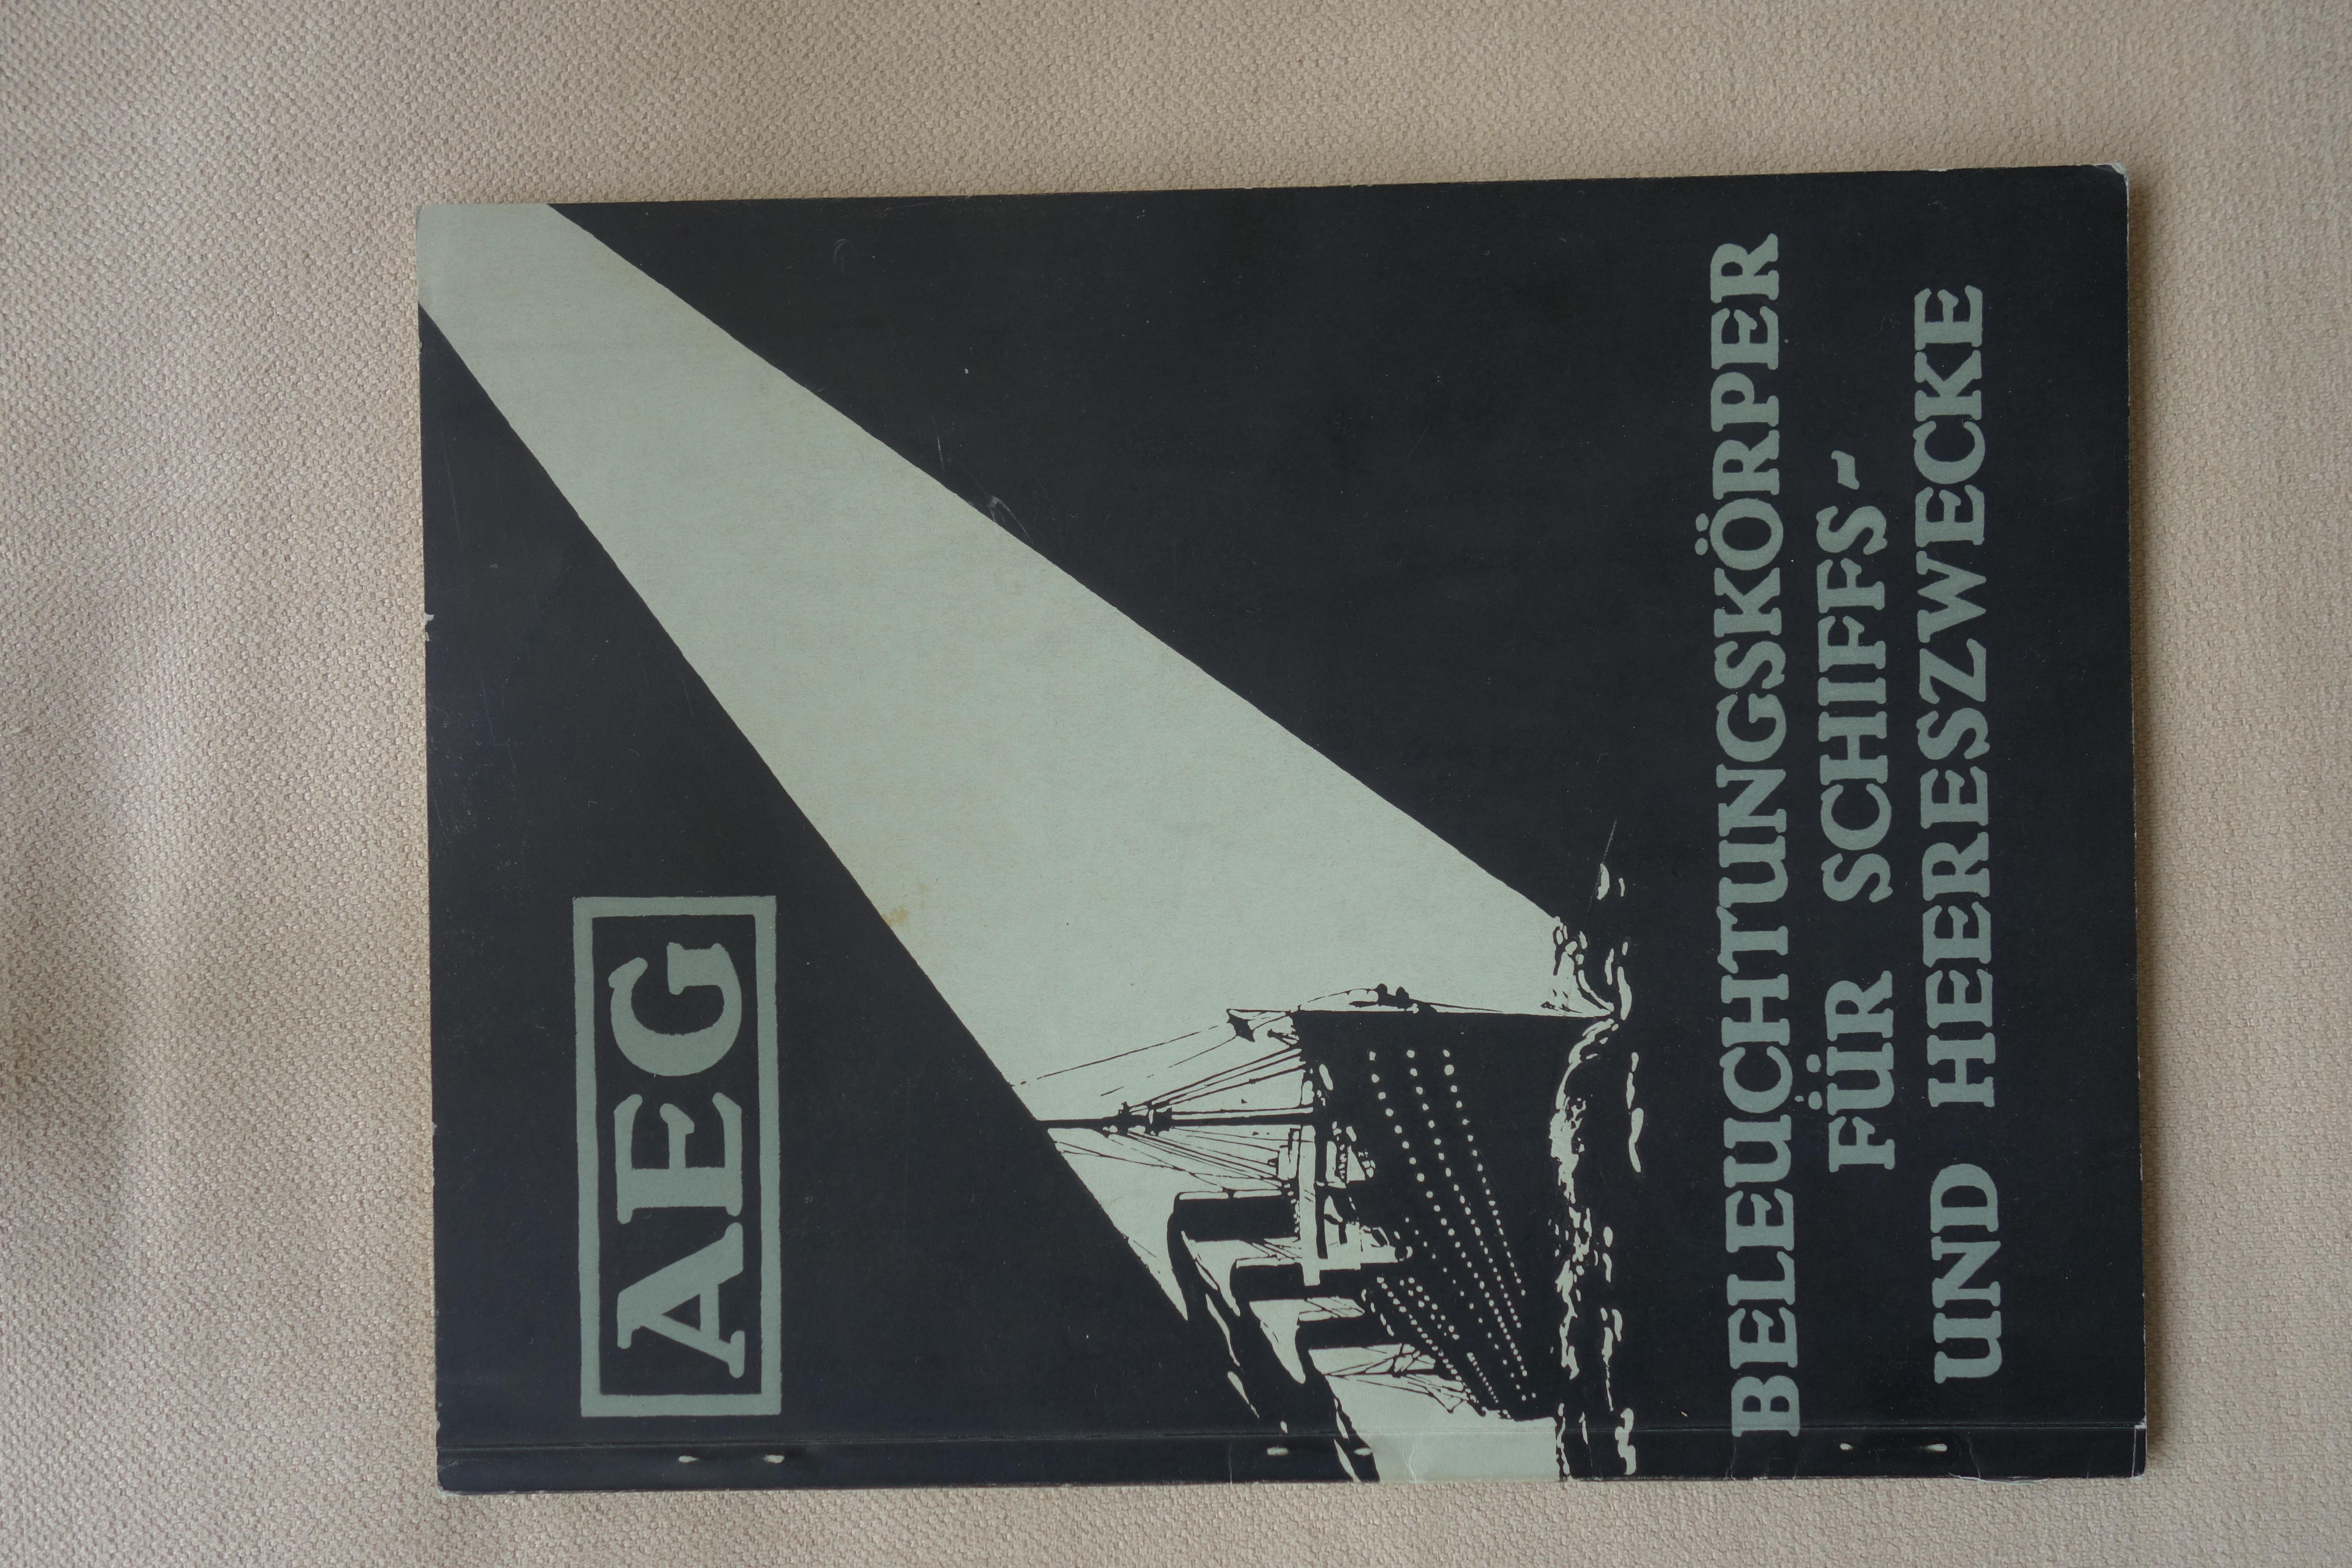 AEG
BELEUCHTUNGSKÖRPER
FÜR SCHIFFS-
UND HEERESZWECKE